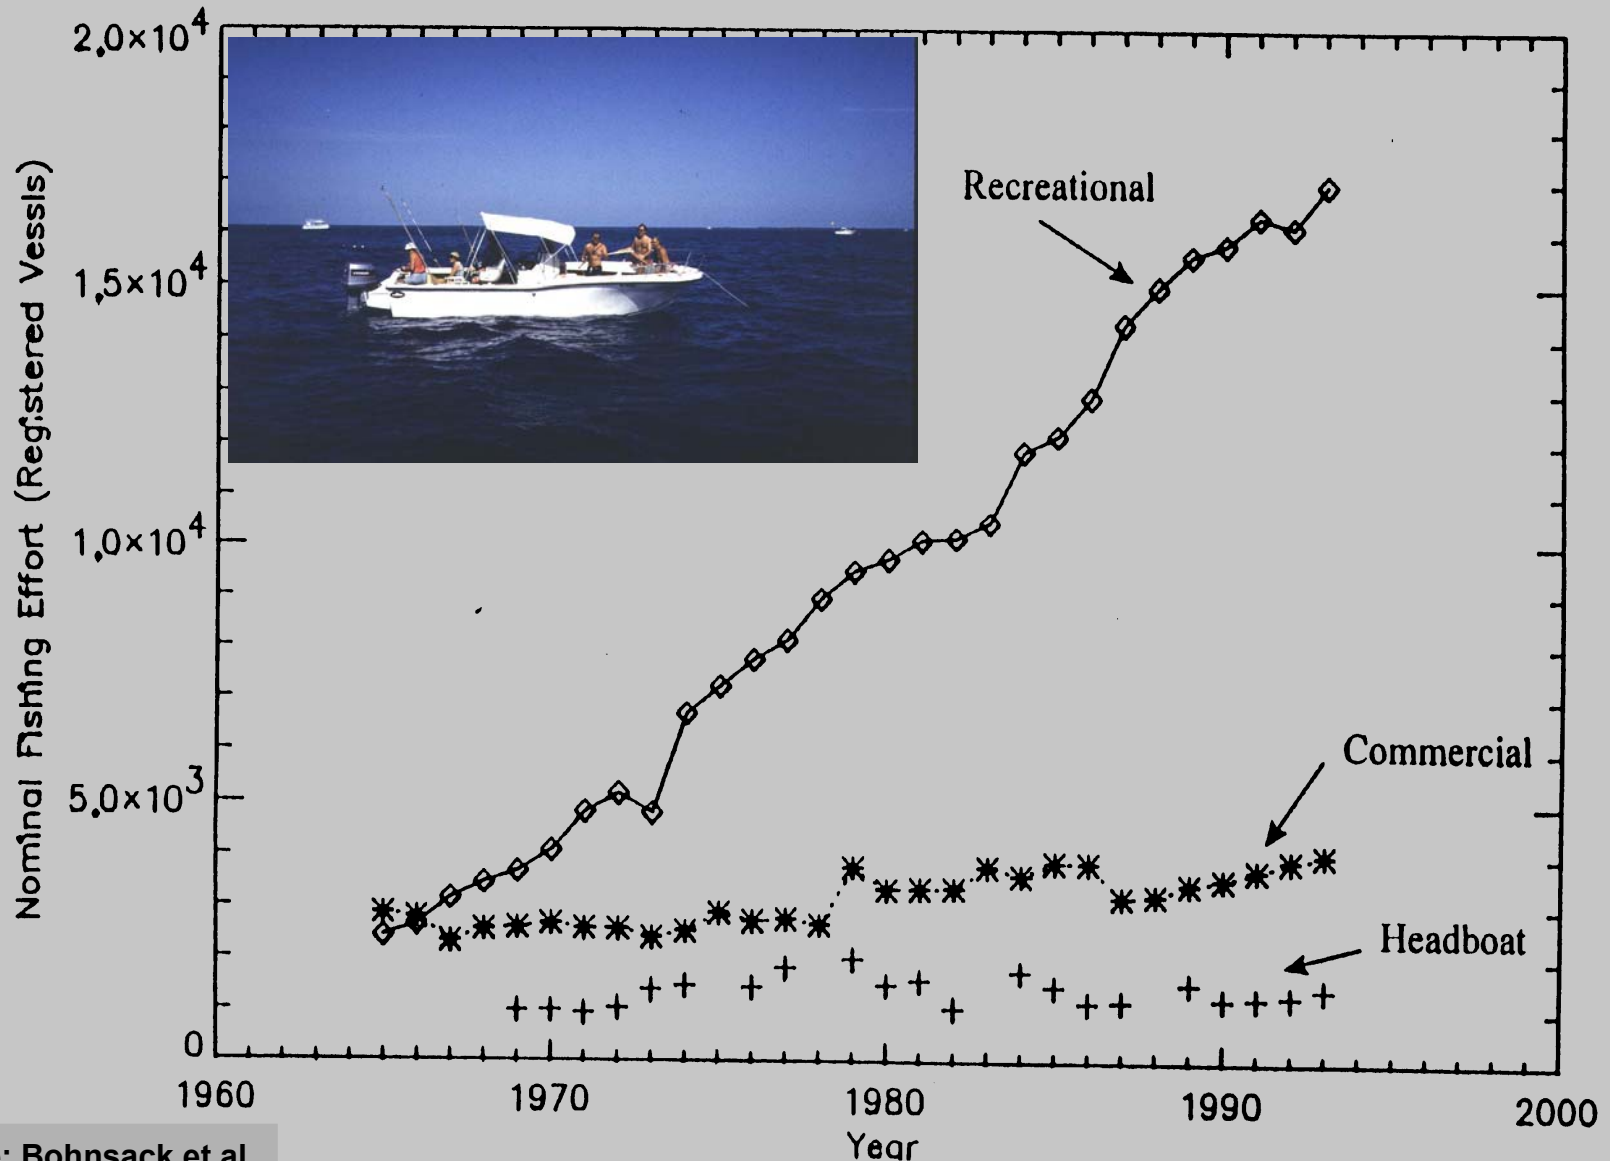 2.0×10⁴
1.5×10⁴
1.0×10⁴
5.0×10³
0
Nominal Fishing Effort (Registered Vessls)
Recreational
Commercial
Headboat
1960
1970
1980
1990
2000
Year
: Bohnsack et al